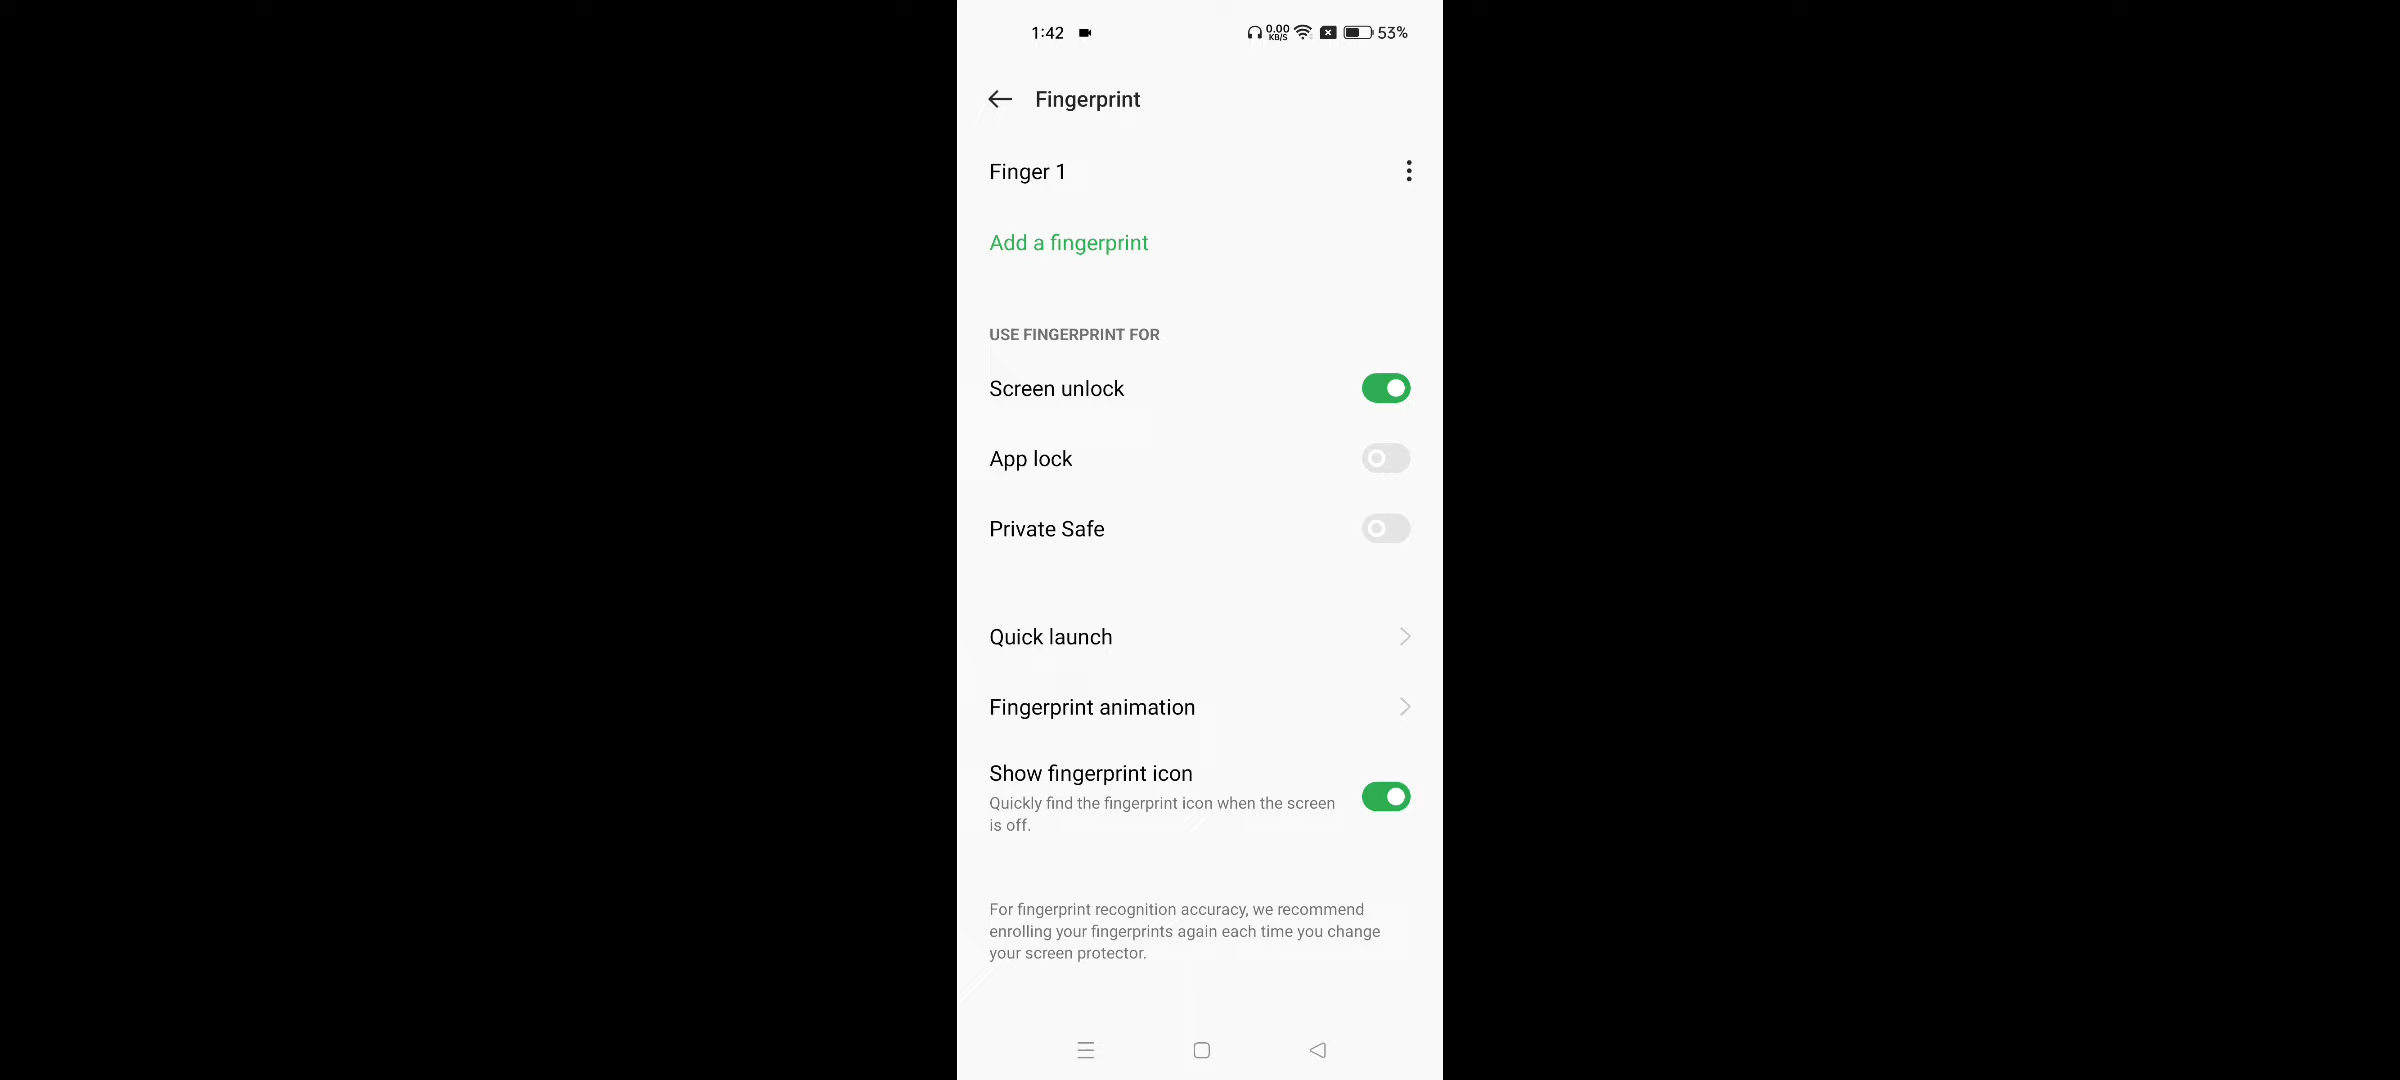 1:42
0.00
KB/S
53%
Fingerprint
Finger 1
Add a fingerprint
USE FINGERPRINT FOR
Screen unlock
App lock
Private Safe
Quick launch
Fingerprint animation
Show fingerprint icon
Quickly find the fingerprint icon when the screen
is off.
For fingerprint recognition accuracy, we recommend
enrolling your fingerprints again each time you change
your screen protector.